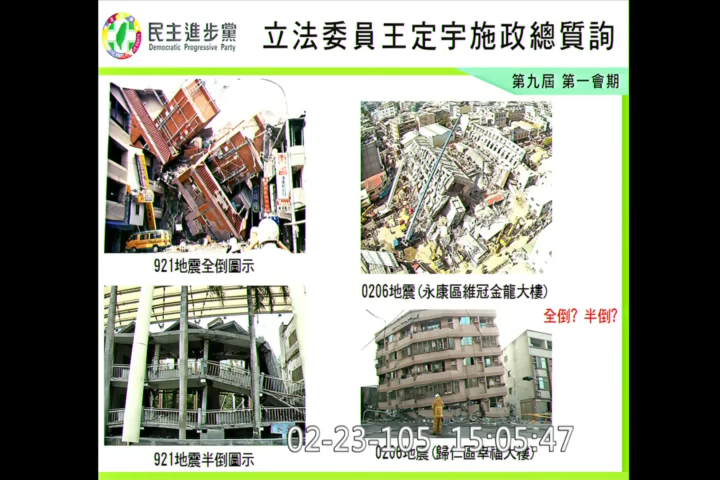 民主進步黨
Democratic Progressive Party
立法委員王定宇施政總質詢
第九屆 第一會期
921地震全倒圖示
0206地震(永康區維冠金龍大樓)
全倒? 半倒?
921地震半倒圖示
0206地震(歸仁區幸福大樓)
02-23-105 15:05:47